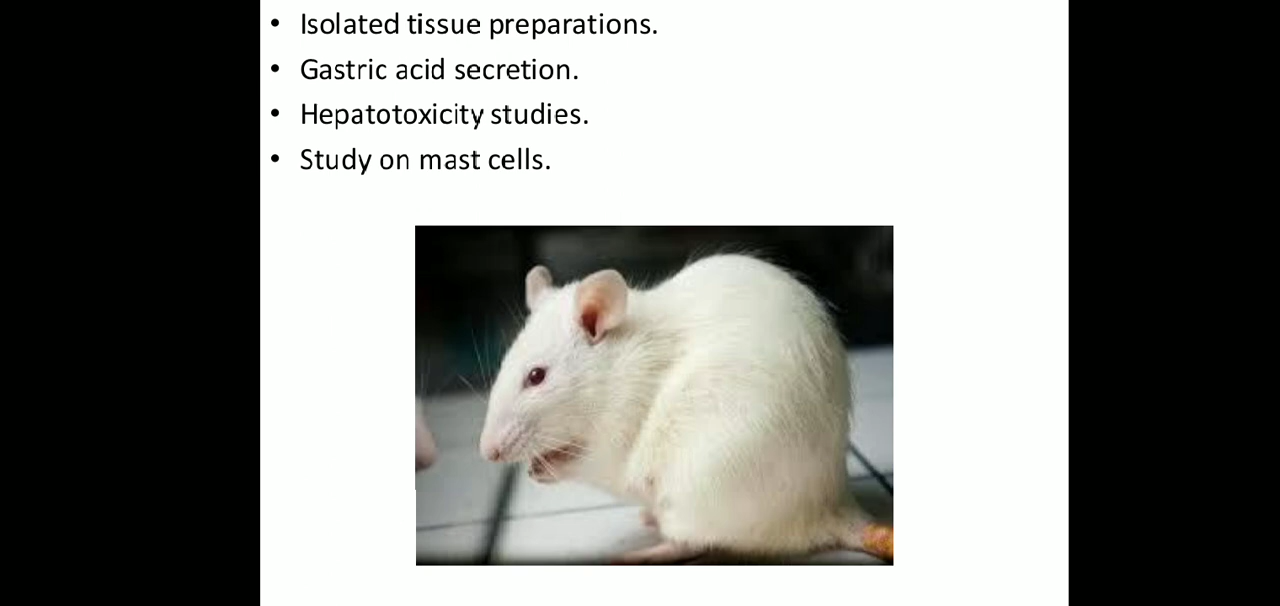 • Isolated tissue preparations.
• Gastric acid secretion.
• Hepatotoxicity studies.
• Study on mast cells.